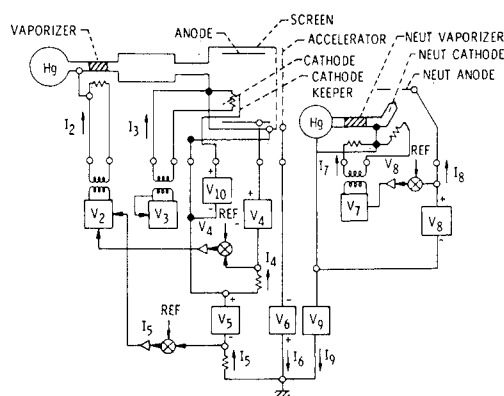 SCREEN
ANODE
VAPORIZER
ACCELERATOR
NEUT VAPORIZER
NEUT CATHODE
NEUT ANODE
CATHODE
CATHODE
KEEPER
Hg
Hg
I2
I3
I7
V8
REF
I8
V2
V3
V10
V4
REF
V4
V7
V8
I4
I5
REF
V5
V6
V9
I5
I6
I9